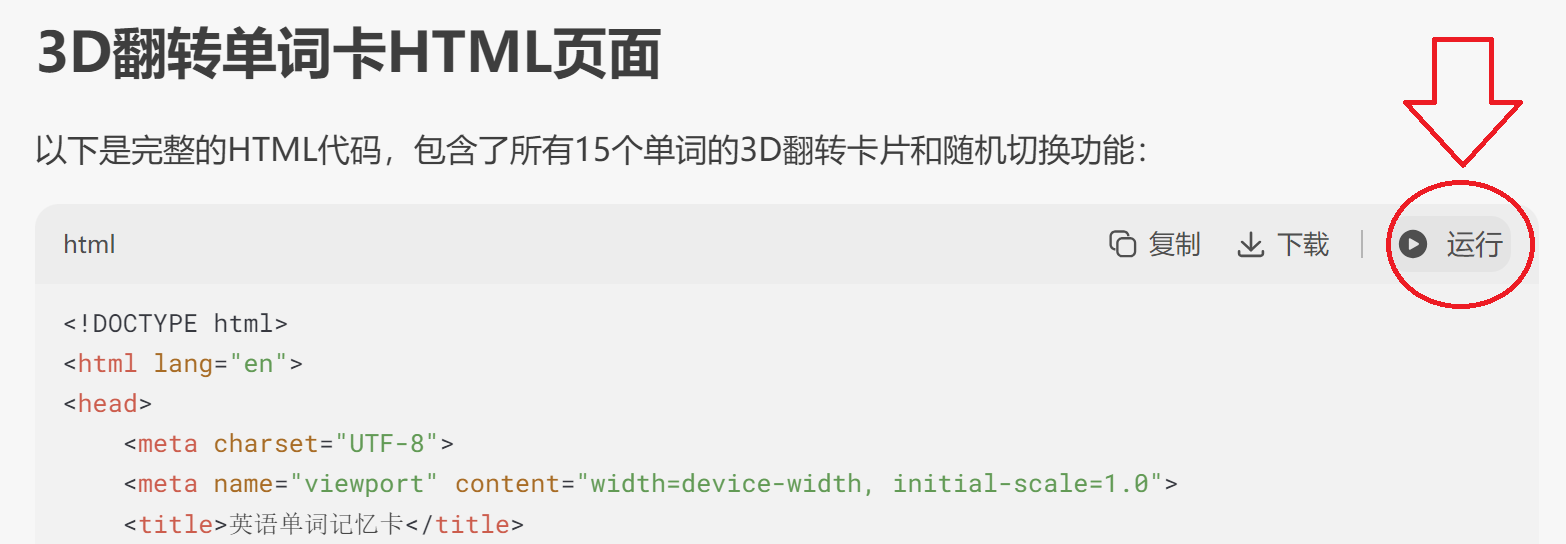 3D翻转单词卡HTML页面
以下是完整的HTML代码，包含了所有15个单词的3D翻转卡片和随机切换功能：
html 复制 下载 运行
<!DOCTYPE html>
<html lang="en">
<head>
    <meta charset="UTF-8">
    <meta name="viewport" content="width=device-width, initial-scale=1.0">
    <title>英语单词记忆卡</title>